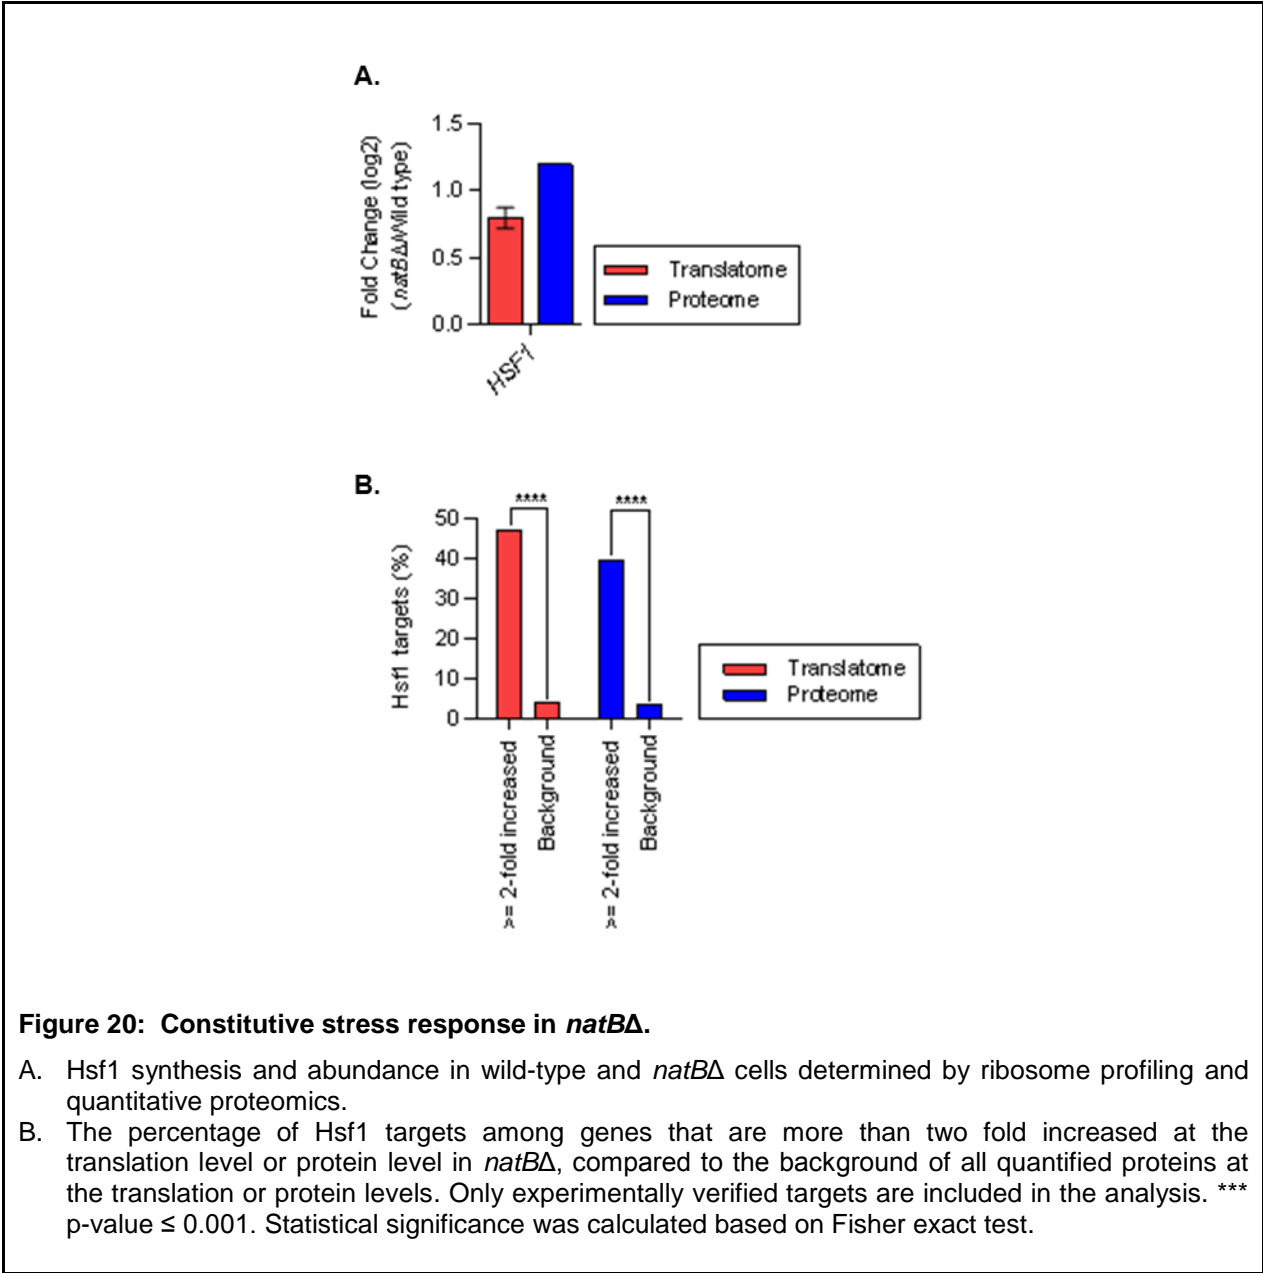 A.
Fold Change (log2)
(natBΔ/Wild type)
1.5
1.0
0.5
0.0
HSF1
Translatome
Proteome
B.
Hsf1 targets (%)
50
40
30
20
10
0
****
****
>= 2-fold increased
Background
>= 2-fold increased
Background
Translatome
Proteome
Figure 20: Constitutive stress response in natBΔ.
A. Hsf1 synthesis and abundance in wild-type and natBΔ cells determined by ribosome profiling and
quantitative proteomics.
B. The percentage of Hsf1 targets among genes that are more than two fold increased at the
translation level or protein level in natBΔ, compared to the background of all quantified proteins at
the translation or protein levels. Only experimentally verified targets are included in the analysis. ***
p-value ≤ 0.001. Statistical significance was calculated based on Fisher exact test.